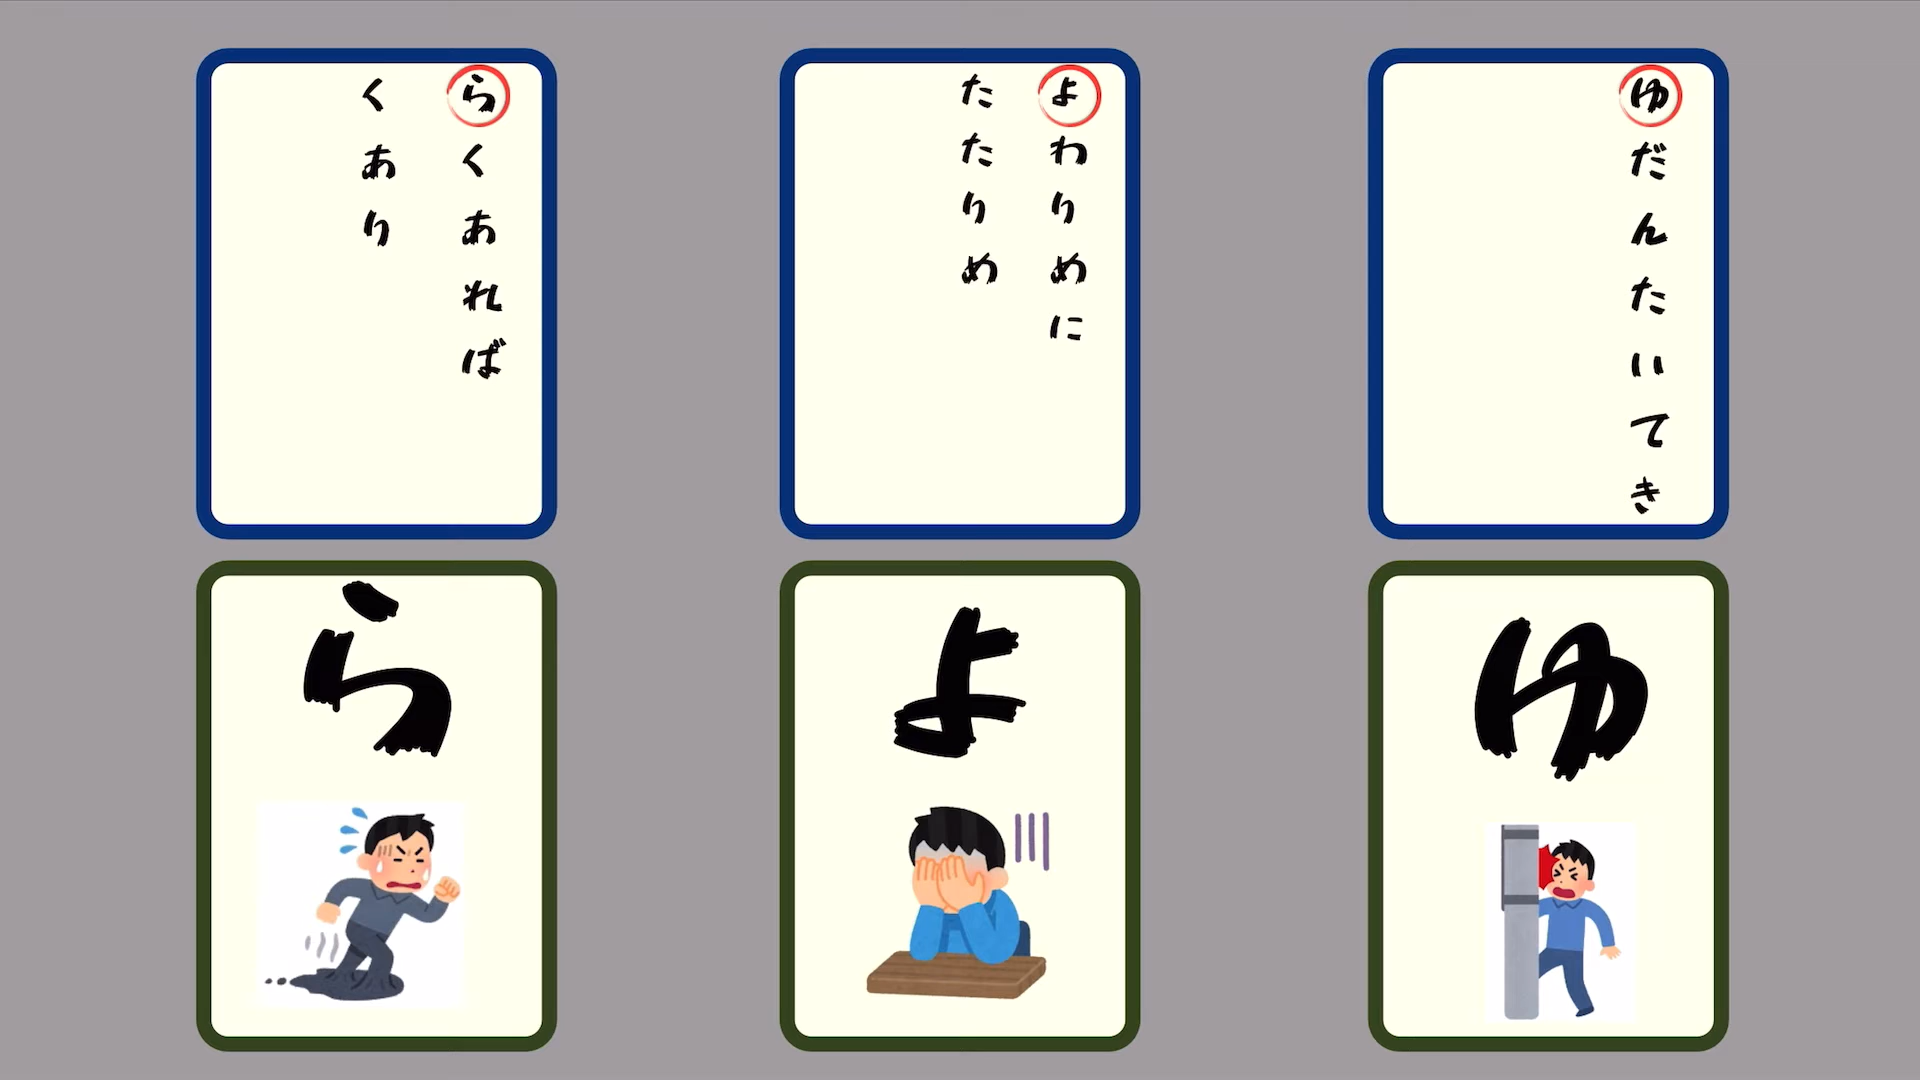 ゆだんたいてき
よわりめに
たたりめ
らくあれば
くあり
ゆ
よ
ら